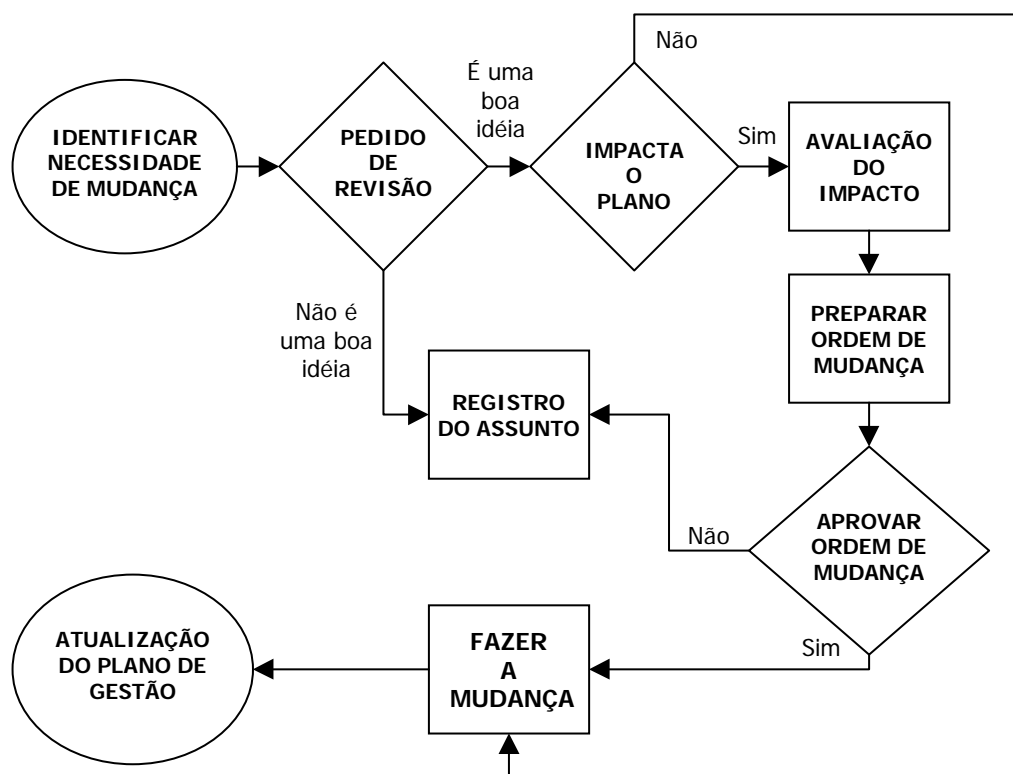 IDENTIFICAR
NECESSIDADE
DE MUDANÇA
PEDIDO
DE
REVISÃO
É uma
boa
idéia
IMPACTA
O
PLANO
Não
Sim
AVALIAÇÃO
DO
IMPACTO
PREPARAR
ORDEM DE
MUDANÇA
Não é
uma boa
idéia
REGISTRO
DO ASSUNTO
Não
APROVAR
ORDEM DE
MUDANÇA
Sim
FAZER
A
MUDANÇA
ATUALIZAÇÃO
DO PLANO DE
GESTÃO